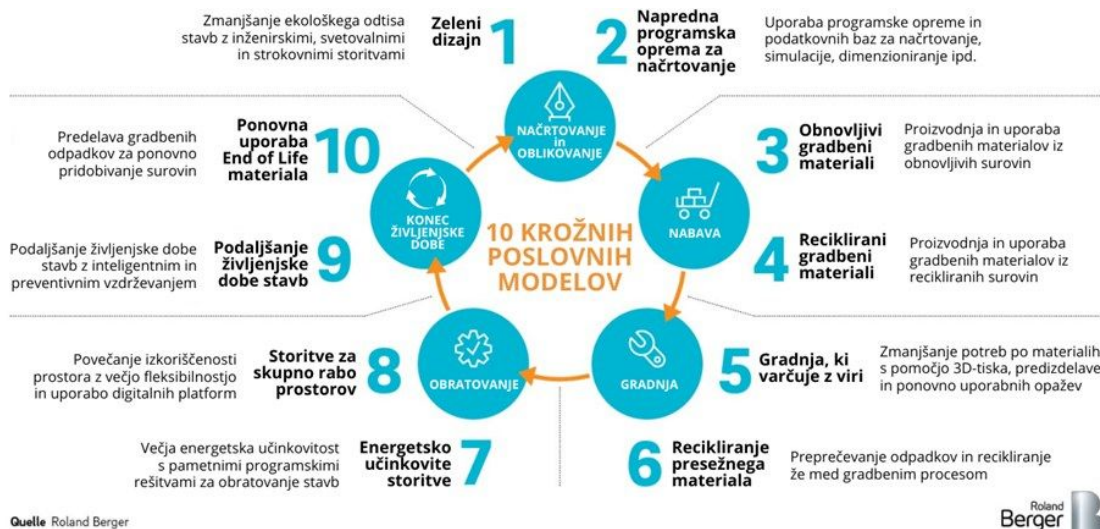 Zmanjšanje ekološkega odtisa
stavb z inženirskimi, svetovalnimi
in strokovnimi storitvami
Zeleni
dizajn
1
2
Napredna
programska
oprema za
načrtovanje
Uporaba programske opreme in
podatkovnih baz za načrtovanje,
simulacije, dimenzioniranje ipd.
NAČRTOVANJE
in
OBLIKOVANJE
3
Obnovljivi
gradbeni
materiali
Proizvodnja in uporaba
gradbenih materialov iz
obnovljivih surovin
NABAVA
4
Reciklirani
gradbeni
materiali
Proizvodnja in uporaba
gradbenih materialov iz
recikliranih surovin
10 KROŽNIH
POSLOVNIH
MODELOV
5
Gradnja, ki
varčuje z viri
Zmanjšanje potreb po materialih
s pomočjo 3D-tiska, predizdelave
in ponovno uporabnih opažev
GRADNJA
6
Recikliranje
presežnega
materiala
Preprečevanje odpadkov in recikliranje
že med gradbenim procesom
Večja energetska učinkovitost
s pametnimi programskimi
rešitvami za obratovanje stavb
Energetsko
učinkovite
storitve
7
OBRATOVANJE
Povečanje izkoriščenosti
prostora z večjo fleksibilnostjo
in uporabo digitalnih platform
Storitve za
skupno rabo
prostorov
8
Podaljšanje življenjske dobe
stavb z inteligentnim in
preventivnim vzdrževanjem
Podaljšanje
življenjske
dobe stavb
9
KONEC
ŽIVLJENJSKE
DOBE
Predelava gradbenih
odpadkov za ponovno
pridobivanje surovin
Ponovna
uporaba
End of Life
materiala
10
Quelle Roland Berger
Roland
Berger
B